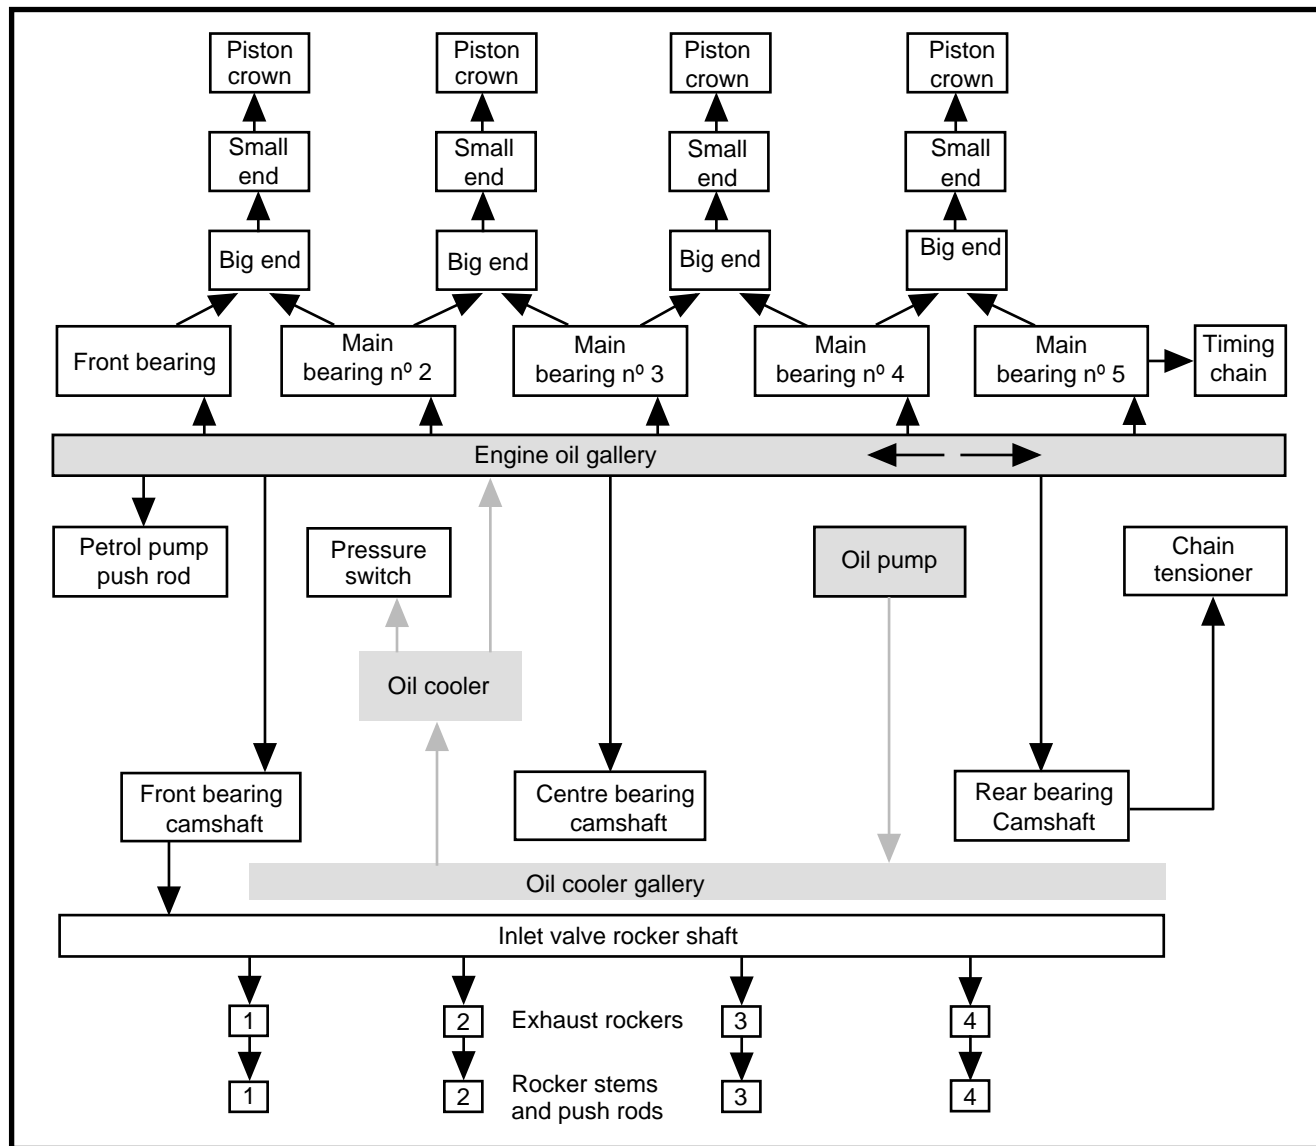 Piston
crown
Piston
crown
Piston
crown
Piston
crown
Small
end
Small
end
Small
end
Small
end
Big end
Big end
Big end
Big end
Front bearing
Main
bearing nº 2
Main
bearing nº 3
Main
bearing nº 4
Main
bearing nº 5
Timing
chain
Engine oil gallery
Petrol pump
push rod
Pressure
switch
Oil pump
Chain
tensioner
Oil cooler
Front bearing
camshaft
Centre bearing
camshaft
Rear bearing
Camshaft
Oil cooler gallery
Inlet valve rocker shaft
1
2
Exhaust rockers
3
4
1
2
Rocker stems
and push rods
3
4